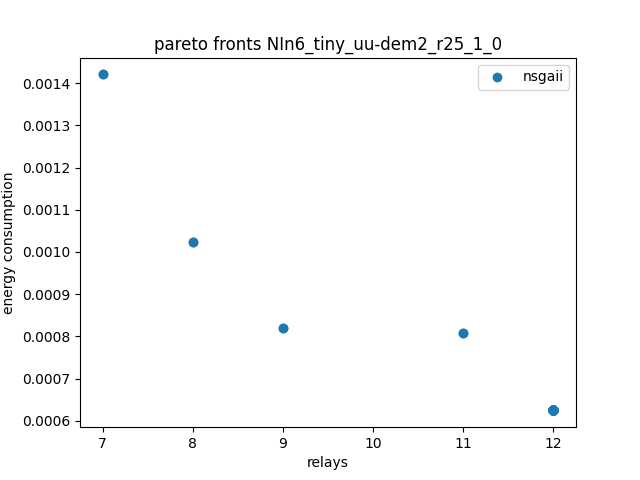 pareto fronts NIn6_tiny_uu-dem2_r25_1_0
nsgaii
energy consumption
0.0014
0.0013
0.0012
0.0011
0.0010
0.0009
0.0008
0.0007
0.0006
7 8 9 10 11 12
relays